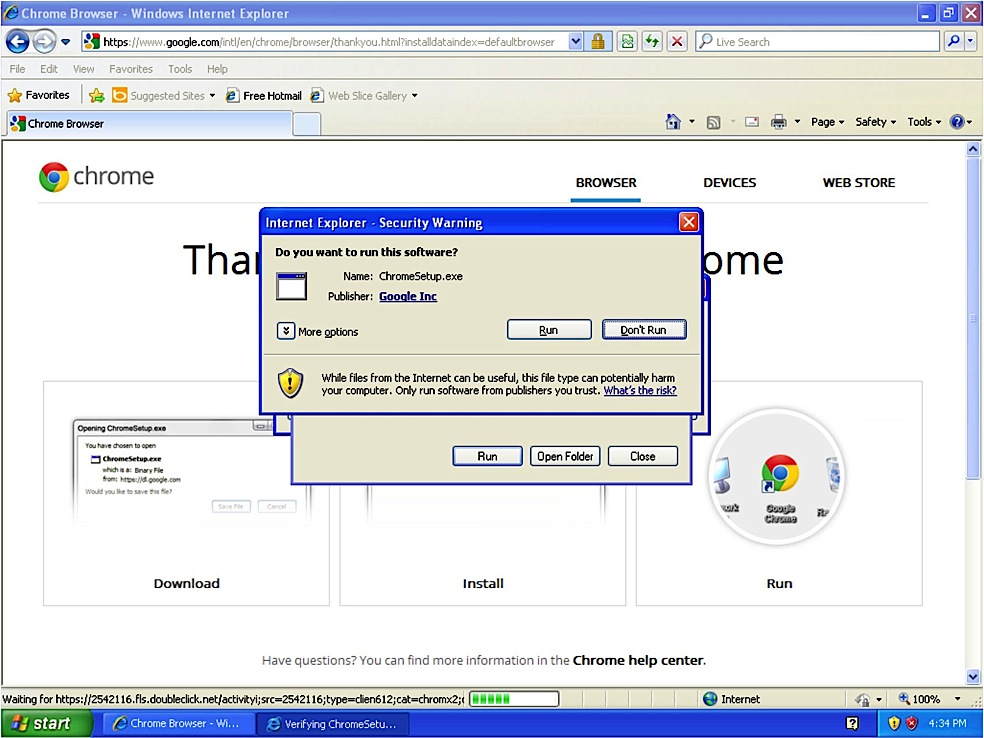 Chrome Browser - Windows Internet Explorer
https://www.google.com/intl/en/chrome/browser/thankyou.html?installdataindex=defaultbrowser
Live Search
File Edit View Favorites Tools Help
Favorites Suggested Sites Free Hotmail Web Slice Gallery
Chrome Browser Page Safety Tools
chrome
BROWSER DEVICES WEB STORE
Internet Explorer - Security Warning
Do you want to run this software?
Name: ChromeSetup.exe
Publisher: Google Inc
More options Run Don't Run
While files from the Internet can be useful, this file type can potentially harm
your computer. Only run software from publishers you trust. What's the risk?
Run Open Folder Close
Opening ChromeSetup.exe
You have chosen to open
ChromeSetup.exe
which is a: Binary File
from: https://dl.google.com
Would you like to save this file?
Save File Cancel
Google
Chrome
Download Install Run
Have questions? You can find more information in the Chrome help center.
Waiting for https://2542116.fls.doubleclick.net/activityi;src=2542116;type=clien612;cat=chromx2;
Internet 100%
start Chrome Browser - Wi... Verifying ChromeSetu... 4:34 PM